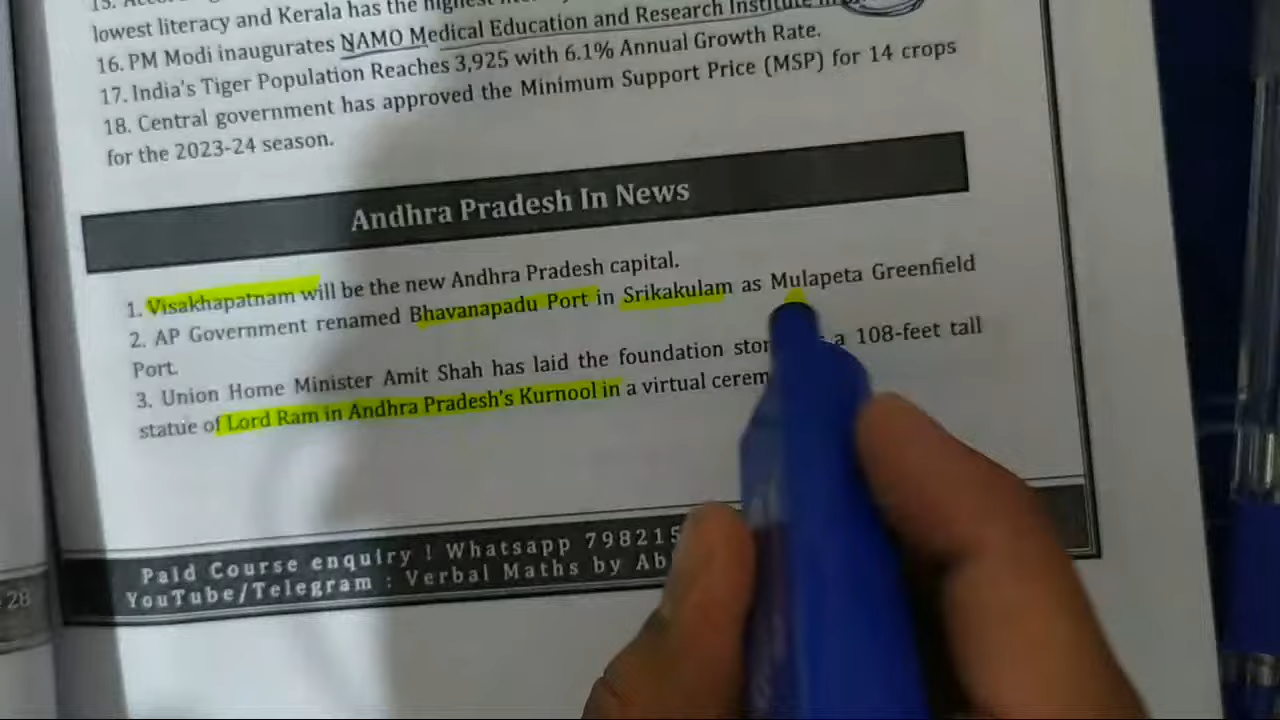 15. Accordin
lowest literacy and Kerala has the highest
16. PM Modi inaugurates NAMO Medical Education and Research Institute in
17. India's Tiger Population Reaches 3,925 with 6.1% Annual Growth Rate.
18. Central government has approved the Minimum Support Price (MSP) for 14 crops
for the 2023-24 season.
Andhra Pradesh In News
1. Visakhapatnam will be the new Andhra Pradesh capital.
2. AP Government renamed Bhavanapadu Port in Srikakulam as Mulapeta Greenfield
Port.
3. Union Home Minister Amit Shah has laid the foundation ston a 108-feet tall
statue of Lord Ram in Andhra Pradesh's Kurnool in a virtual cerem
Paid Course enquiry ! Whatsapp 798215
YouTube/Telegram : Verbal Maths by Ab
28